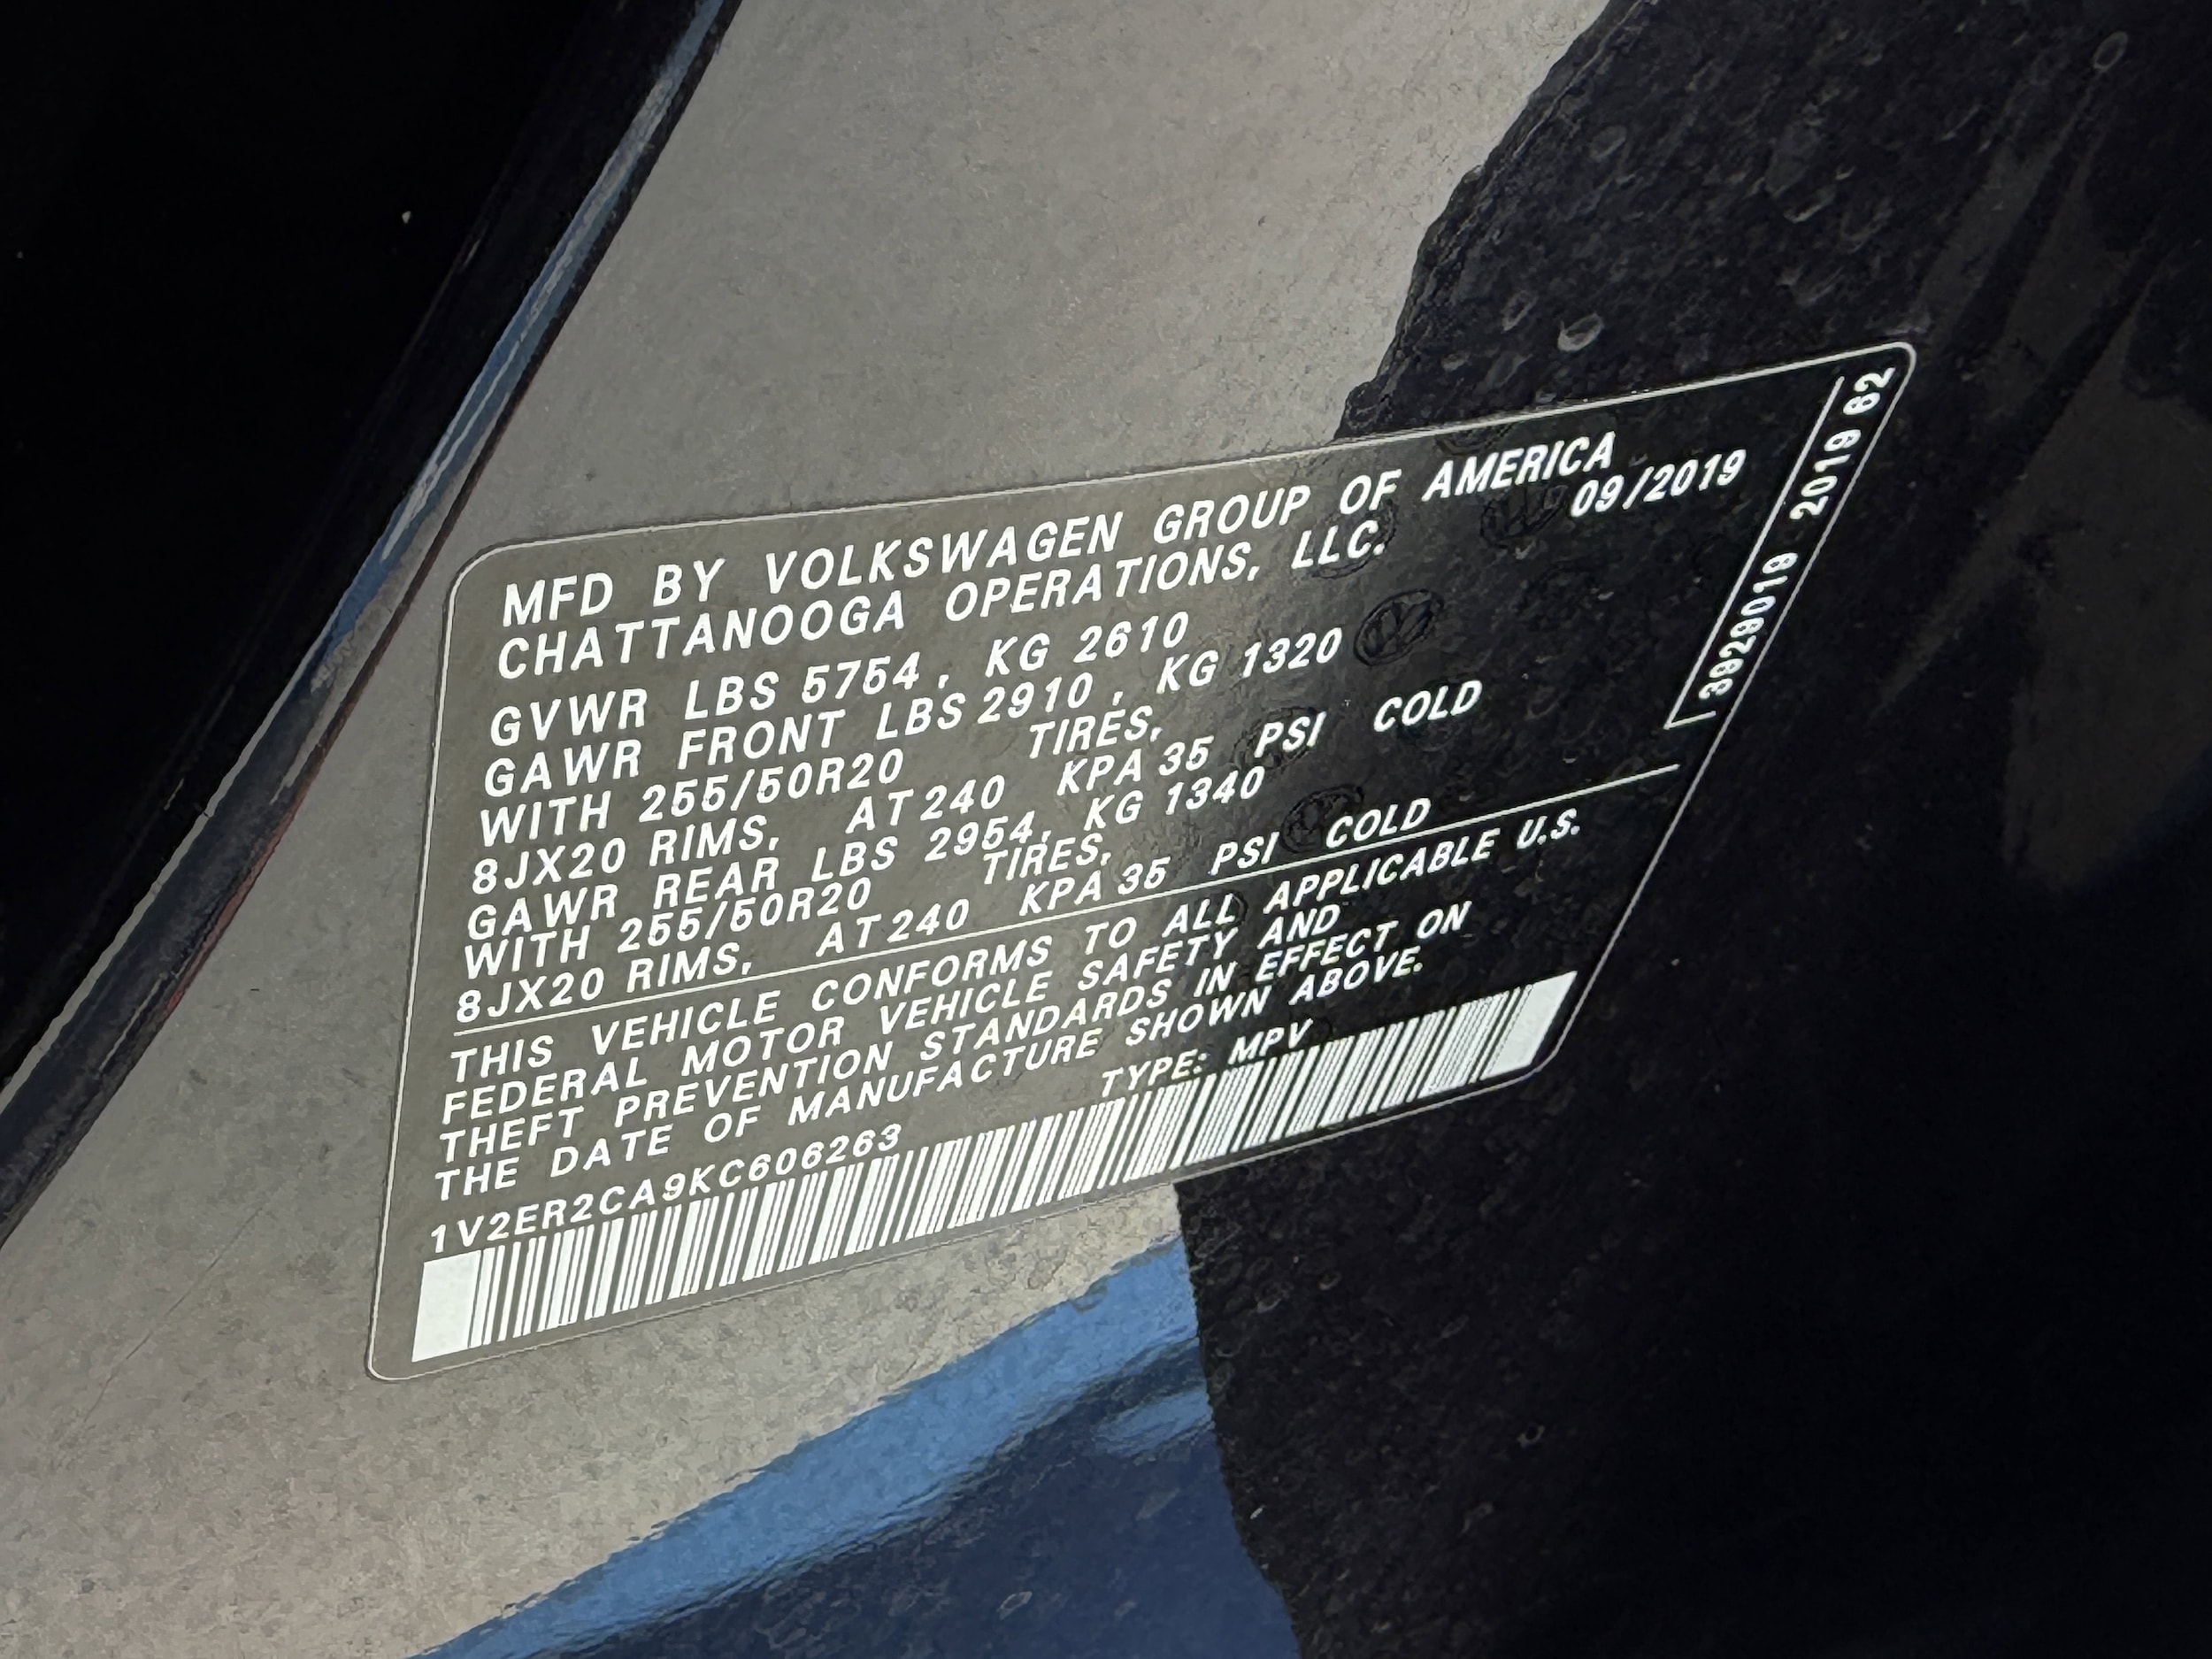 MFD BY VOLKSWAGEN GROUP OF AMERICA
CHATTANOOGA OPERATIONS, LLC. 09/2019
GVWR LBS 5754, KG 2610
GAWR FRONT LBS 2910, KG 1320
WITH 255/50R20 TIRES,
8JX20 RIMS, AT 240 KPA 35 PSI COLD
GAWR REAR LBS 2954, KG 1340
WITH 255/50R20 TIRES,
8JX20 RIMS, AT 240 KPA 35 PSI COLD
THIS VEHICLE CONFORMS TO ALL APPLICABLE U.S.
FEDERAL MOTOR VEHICLE SAFETY AND
THEFT PREVENTION STANDARDS IN EFFECT ON
THE DATE OF MANUFACTURE SHOWN ABOVE.
TYPE: MPV
1V2ER2CA9KC606263
2019 62